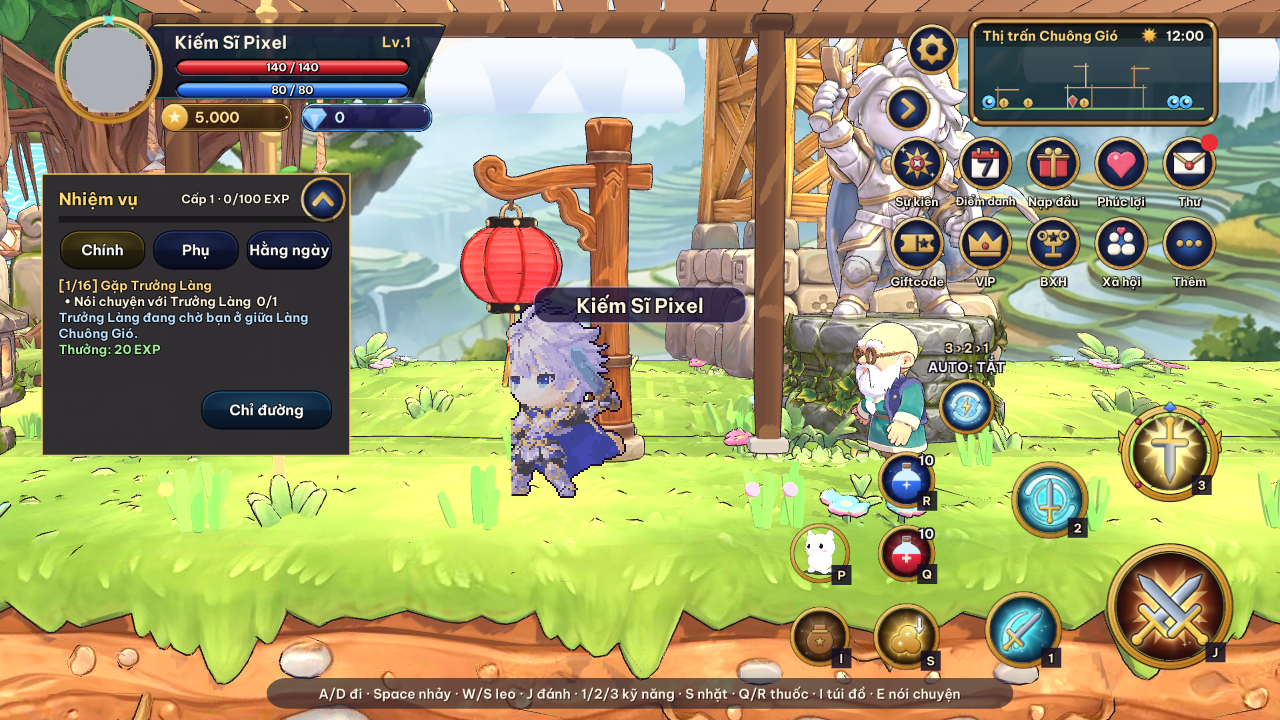 Kiếm Sĩ Pixel
Lv.1
140 / 140
80 / 80
5.000
0
Thị trấn Chuông Gió
12:00
Nhiệm vụ
Cấp 1 · 0/100 EXP
Chính
Phụ
Hằng ngày
[1/16] Gặp Trưởng Làng
• Nói chuyện với Trưởng Làng 0/1
Trưởng Làng đang chờ bạn ở giữa Làng
Chuông Gió.
Thưởng: 20 EXP
Chỉ đường
7
Sự kiện
Điểm danh
Nạp đầu
Phúc lợi
Thư
Giftcode
VIP
BXH
Xã hội
Thêm
Kiếm Sĩ Pixel
3>2>1
AUTO: TẮT
10
R
10
Q
P
I
S
1
2
3
J
A/D đi · Space nhảy · W/S leo · J đánh · 1/2/3 kỹ năng · S nhặt · Q/R thuốc · I túi đồ · E nói chuyện